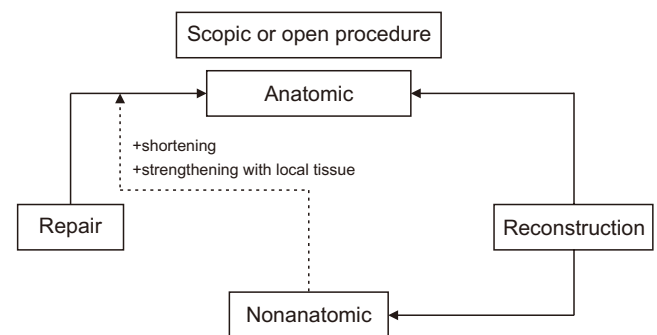 Scopic or open procedure
Anatomic
+shortening
+strengthening with local tissue
Repair
Reconstruction
Nonanatomic